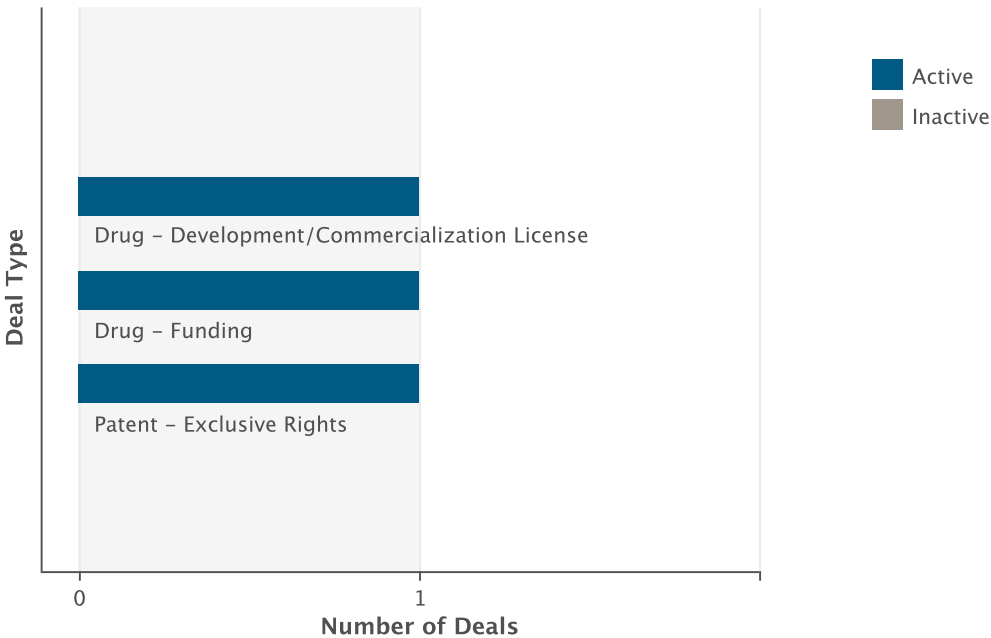 Active
Inactive
Drug – Development/Commercialization License
Drug – Funding
Patent – Exclusive Rights
Deal Type
0
1
Number of Deals